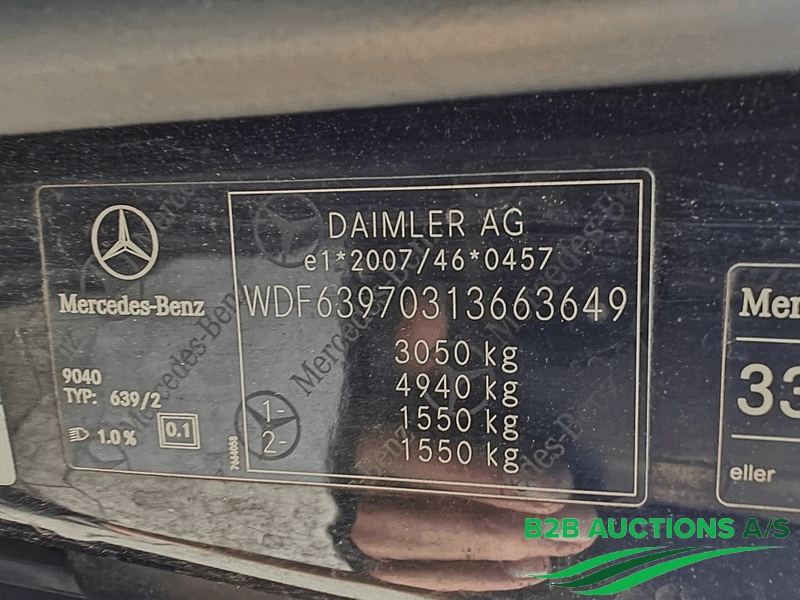 Mercedes-Benz
9040
TYP: 639/2
1.0%
0.1
7664058
DAIMLER AG
e1*2007/46*0457
WDF63970313663649
3050 kg
4940 kg
1- 1550 kg
2- 1550 kg
Mer
33
eller
B2B AUCTIONS A/S